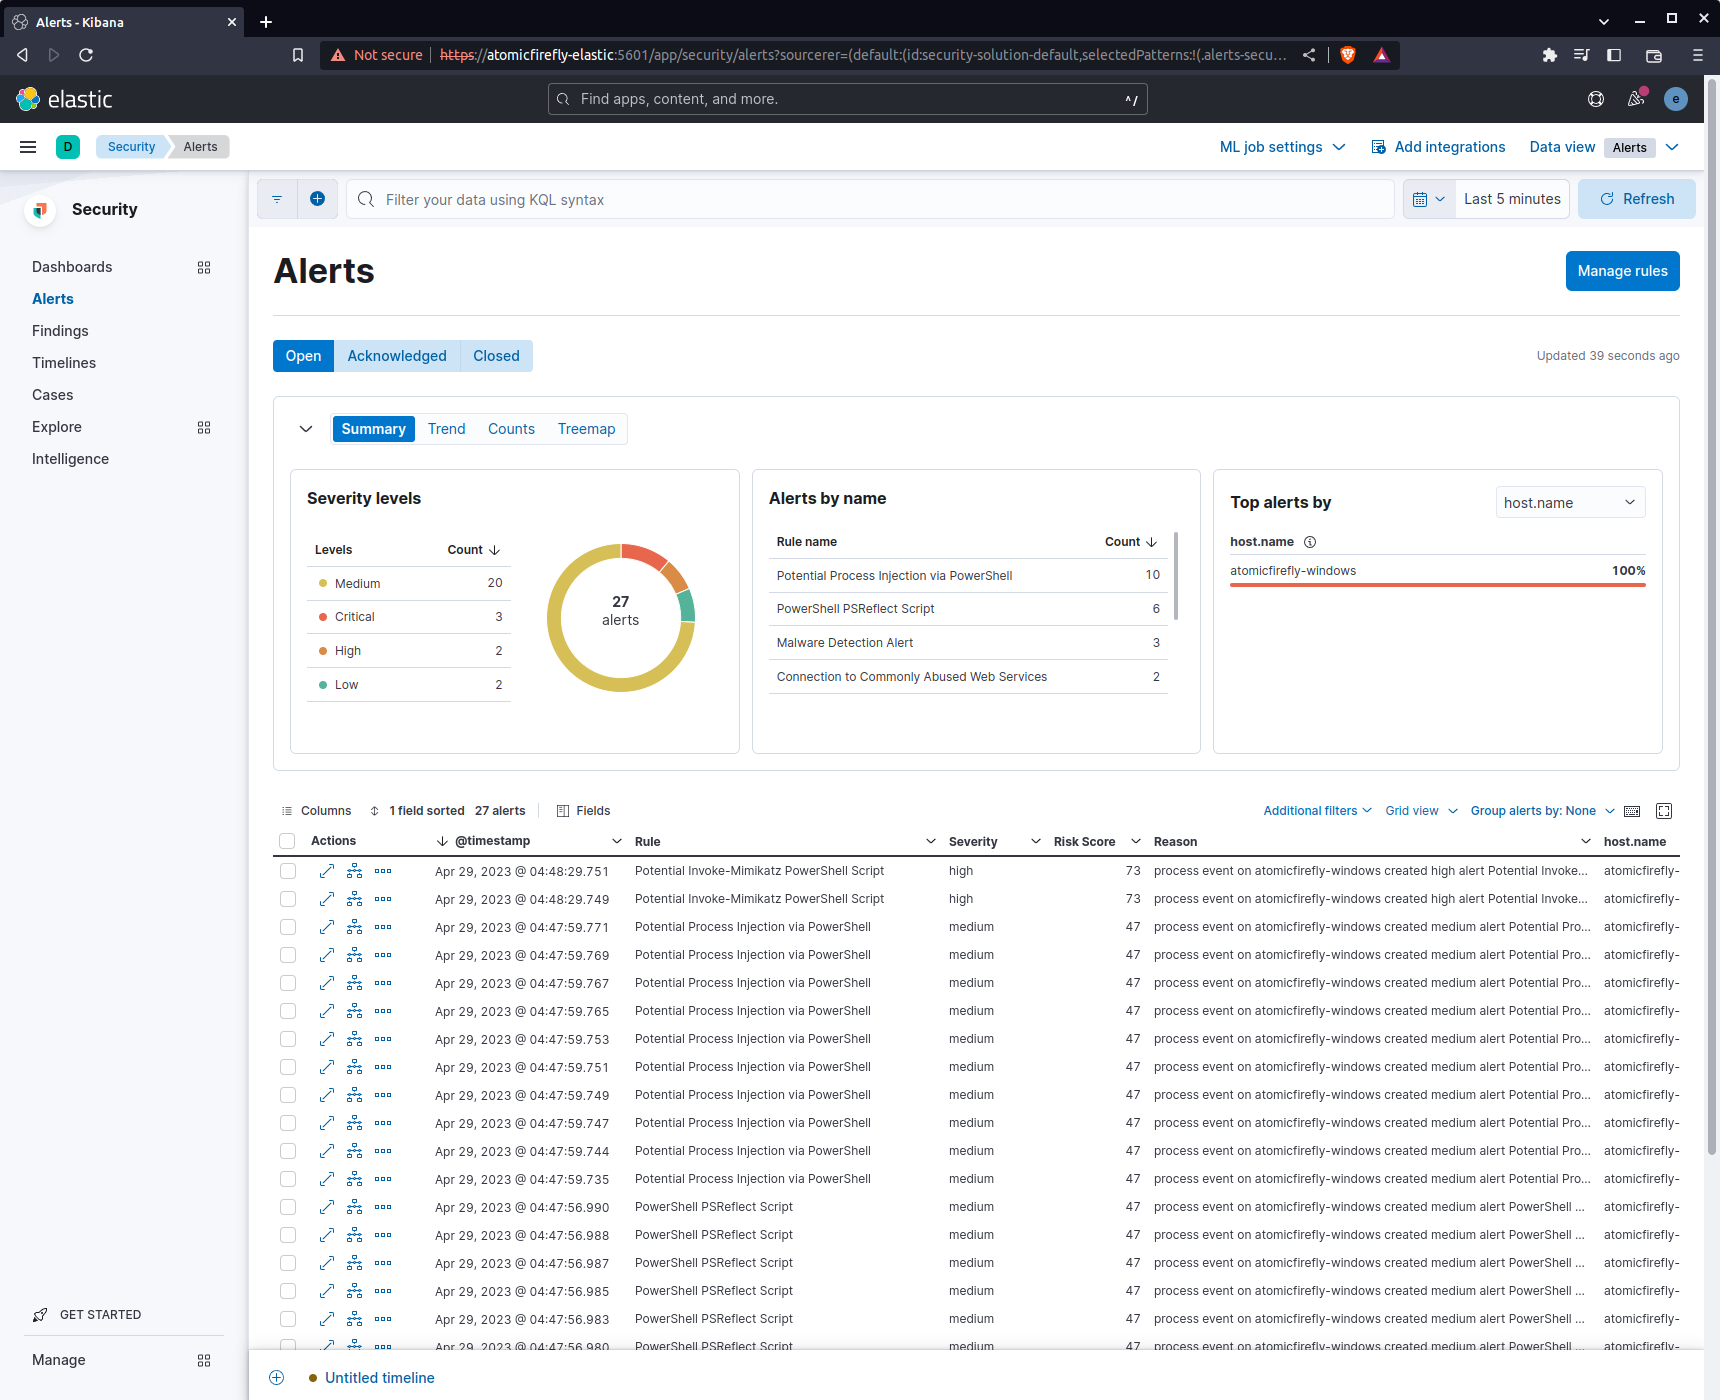 Alerts - Kibana
Not secure https://atomicfirefly-elastic:5601/app/security/alerts?sourcerer=(default:(id:security-solution-default,selectedPatterns:!(.alerts-secu...
elastic
Find apps, content, and more.
^/
e
D Security Alerts
ML job settings Add integrations Data view Alerts
Security
Filter your data using KQL syntax
Last 5 minutes
Refresh
Dashboards
Alerts
Findings
Timelines
Cases
Explore
Intelligence
GET STARTED
Manage
Alerts
Manage rules
Open Acknowledged Closed
Updated 39 seconds ago
Summary Trend Counts Treemap
Severity levels
Levels Count
Medium 20
Critical 3
High 2
Low 2
27
alerts
Alerts by name
Rule name Count
Potential Process Injection via PowerShell 10
PowerShell PSReflect Script 6
Malware Detection Alert 3
Connection to Commonly Abused Web Services 2
Top alerts by host.name
host.name
atomicfirefly-windows 100%
Columns 1 field sorted 27 alerts Fields Additional filters Grid view Group alerts by: None
Actions @timestamp Rule Severity Risk Score Reason host.name
Apr 29, 2023 @ 04:48:29.751 Potential Invoke-Mimikatz PowerShell Script high 73 process event on atomicfirefly-windows created high alert Potential Invoke... atomicfirefly-
Apr 29, 2023 @ 04:48:29.749 Potential Invoke-Mimikatz PowerShell Script high 73 process event on atomicfirefly-windows created high alert Potential Invoke... atomicfirefly-
Apr 29, 2023 @ 04:47:59.771 Potential Process Injection via PowerShell medium 47 process event on atomicfirefly-windows created medium alert Potential Pro... atomicfirefly-
Apr 29, 2023 @ 04:47:59.769 Potential Process Injection via PowerShell medium 47 process event on atomicfirefly-windows created medium alert Potential Pro... atomicfirefly-
Apr 29, 2023 @ 04:47:59.767 Potential Process Injection via PowerShell medium 47 process event on atomicfirefly-windows created medium alert Potential Pro... atomicfirefly-
Apr 29, 2023 @ 04:47:59.765 Potential Process Injection via PowerShell medium 47 process event on atomicfirefly-windows created medium alert Potential Pro... atomicfirefly-
Apr 29, 2023 @ 04:47:59.753 Potential Process Injection via PowerShell medium 47 process event on atomicfirefly-windows created medium alert Potential Pro... atomicfirefly-
Apr 29, 2023 @ 04:47:59.751 Potential Process Injection via PowerShell medium 47 process event on atomicfirefly-windows created medium alert Potential Pro... atomicfirefly-
Apr 29, 2023 @ 04:47:59.749 Potential Process Injection via PowerShell medium 47 process event on atomicfirefly-windows created medium alert Potential Pro... atomicfirefly-
Apr 29, 2023 @ 04:47:59.747 Potential Process Injection via PowerShell medium 47 process event on atomicfirefly-windows created medium alert Potential Pro... atomicfirefly-
Apr 29, 2023 @ 04:47:59.744 Potential Process Injection via PowerShell medium 47 process event on atomicfirefly-windows created medium alert Potential Pro... atomicfirefly-
Apr 29, 2023 @ 04:47:59.735 Potential Process Injection via PowerShell medium 47 process event on atomicfirefly-windows created medium alert Potential Pro... atomicfirefly-
Apr 29, 2023 @ 04:47:56.990 PowerShell PSReflect Script medium 47 process event on atomicfirefly-windows created medium alert PowerShell ... atomicfirefly-
Apr 29, 2023 @ 04:47:56.988 PowerShell PSReflect Script medium 47 process event on atomicfirefly-windows created medium alert PowerShell ... atomicfirefly-
Apr 29, 2023 @ 04:47:56.987 PowerShell PSReflect Script medium 47 process event on atomicfirefly-windows created medium alert PowerShell ... atomicfirefly-
Apr 29, 2023 @ 04:47:56.985 PowerShell PSReflect Script medium 47 process event on atomicfirefly-windows created medium alert PowerShell ... atomicfirefly-
Apr 29, 2023 @ 04:47:56.983 PowerShell PSReflect Script medium 47 process event on atomicfirefly-windows created medium alert PowerShell ... atomicfirefly-
Apr 29, 2023 @ 04:47:56.980 PowerShell PSReflect Script medium 47 process event on atomicfirefly-windows created medium alert PowerShell ... atomicfirefly-
Untitled timeline